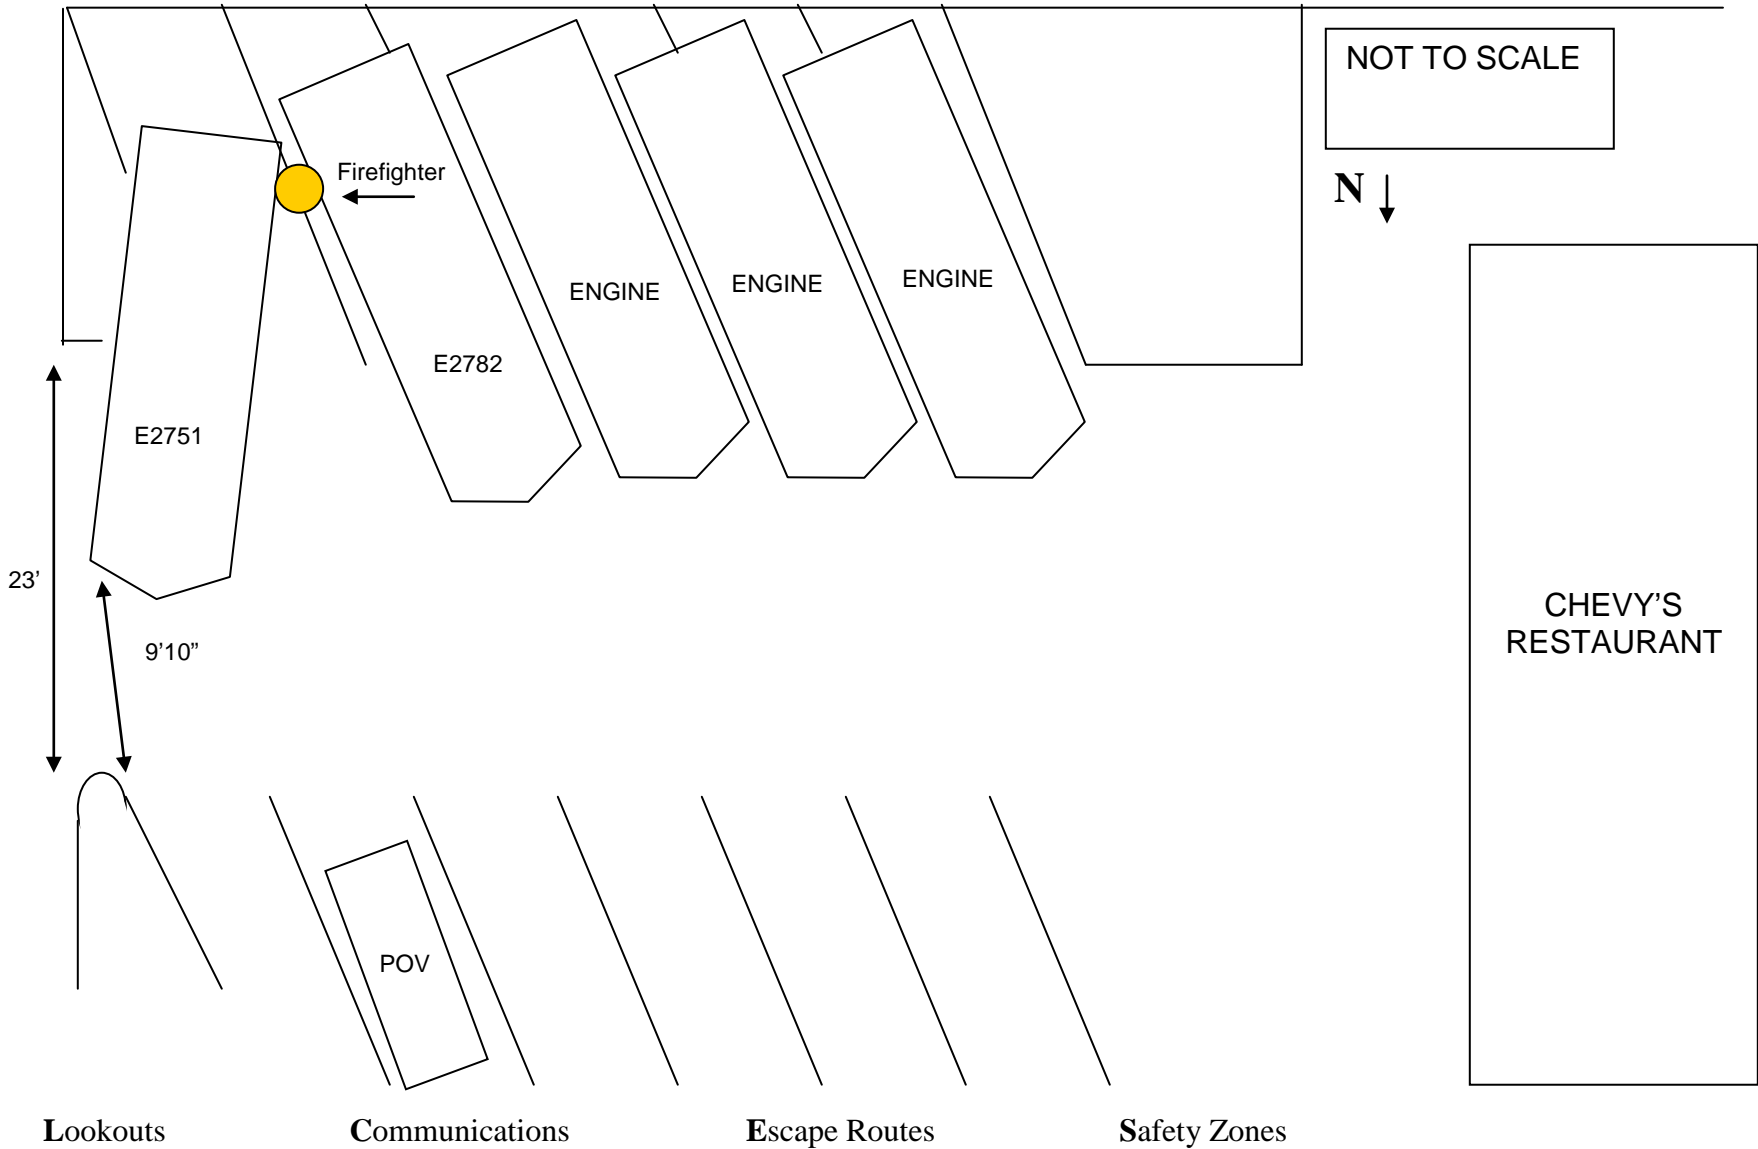 NOT TO SCALE
Firefighter
N
ENGINE
ENGINE
ENGINE
E2782
E2751
23’
9’10”
CHEVY’S
RESTAURANT
POV
Lookouts Communications Escape Routes Safety Zones